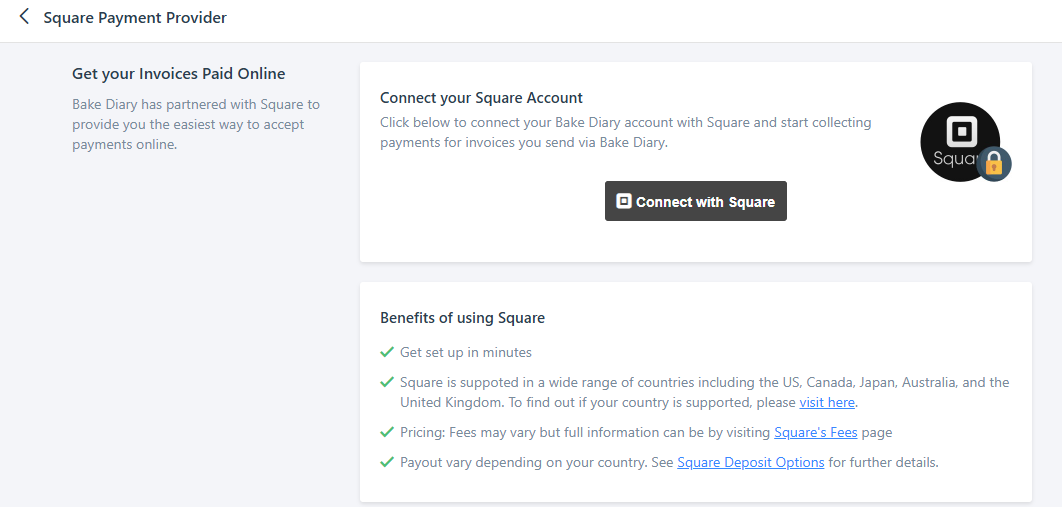 Square Payment Provider
Get your Invoices Paid Online
Bake Diary has partnered with Square to
provide you the easiest way to accept
payments online.
Connect your Square Account
Click below to connect your Bake Diary account with Square and start collecting
payments for invoices you send via Bake Diary.
Squa
Connect with Square
Benefits of using Square
Get set up in minutes
Square is suppoted in a wide range of countries including the US, Canada, Japan, Australia, and the
United Kingdom. To find out if your country is supported, please visit here.
Pricing: Fees may vary but full information can be by visiting Square's Fees page
Payout vary depending on your country. See Square Deposit Options for further details.